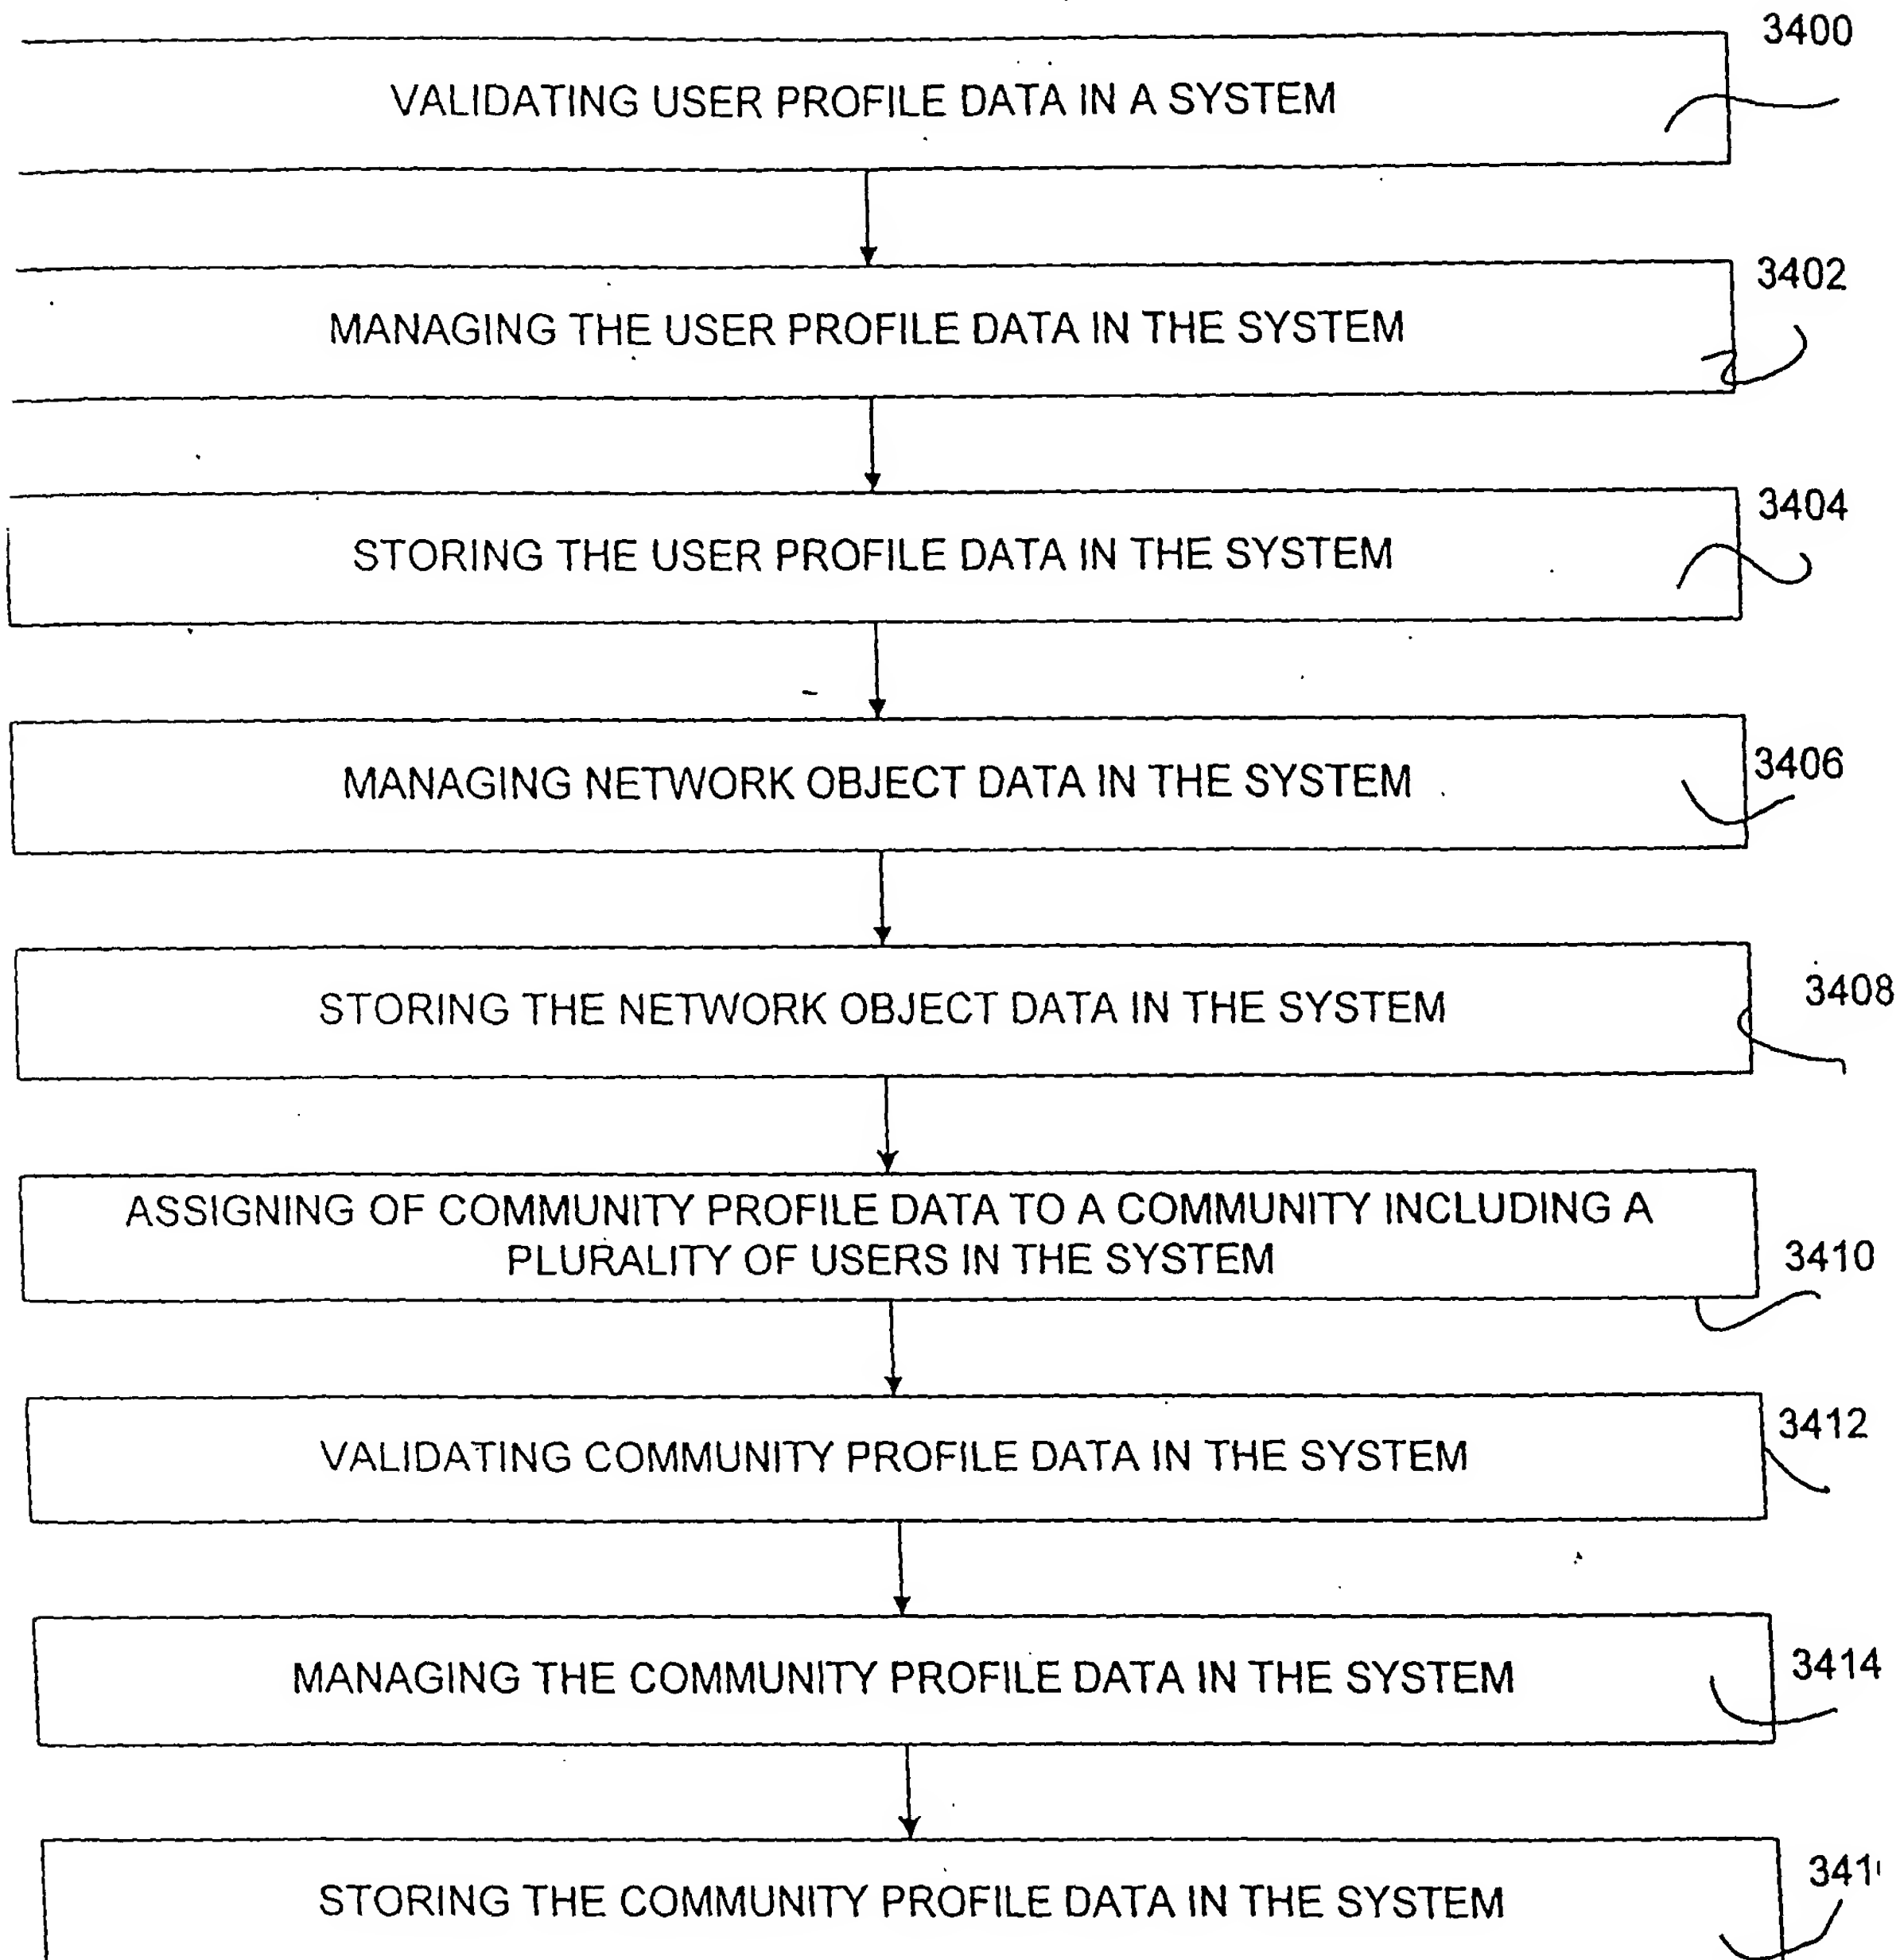 3400
VALIDATING USER PROFILE DATA IN A SYSTEM
3402
MANAGING THE USER PROFILE DATA IN THE SYSTEM
3404
STORING THE USER PROFILE DATA IN THE SYSTEM
3406
MANAGING NETWORK OBJECT DATA IN THE SYSTEM
3408
STORING THE NETWORK OBJECT DATA IN THE SYSTEM
ASSIGNING OF COMMUNITY PROFILE DATA TO A COMMUNITY INCLUDING A
PLURALITY OF USERS IN THE SYSTEM
3410
3412
VALIDATING COMMUNITY PROFILE DATA IN THE SYSTEM
3414
MANAGING THE COMMUNITY PROFILE DATA IN THE SYSTEM
STORING THE COMMUNITY PROFILE DATA IN THE SYSTEM